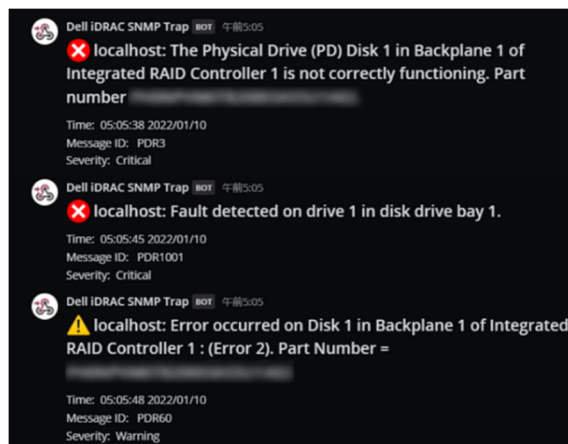 Dell iDRAC SNMP Trap BOT 午前5:05
localhost: The Physical Drive (PD) Disk 1 in Backplane 1 of
Integrated RAID Controller 1 is not correctly functioning. Part
number
Time: 05:05:38 2022/01/10
Message ID: PDR3
Severity: Critical
Dell iDRAC SNMP Trap BOT 午前5:05
localhost: Fault detected on drive 1 in disk drive bay 1.
Time: 05:05:45 2022/01/10
Message ID: PDR1001
Severity: Critical
Dell iDRAC SNMP Trap BOT 午前5:05
localhost: Error occurred on Disk 1 in Backplane 1 of Integrated
RAID Controller 1 : (Error 2). Part Number =
Time: 05:05:48 2022/01/10
Message ID: PDR60
Severity: Warning